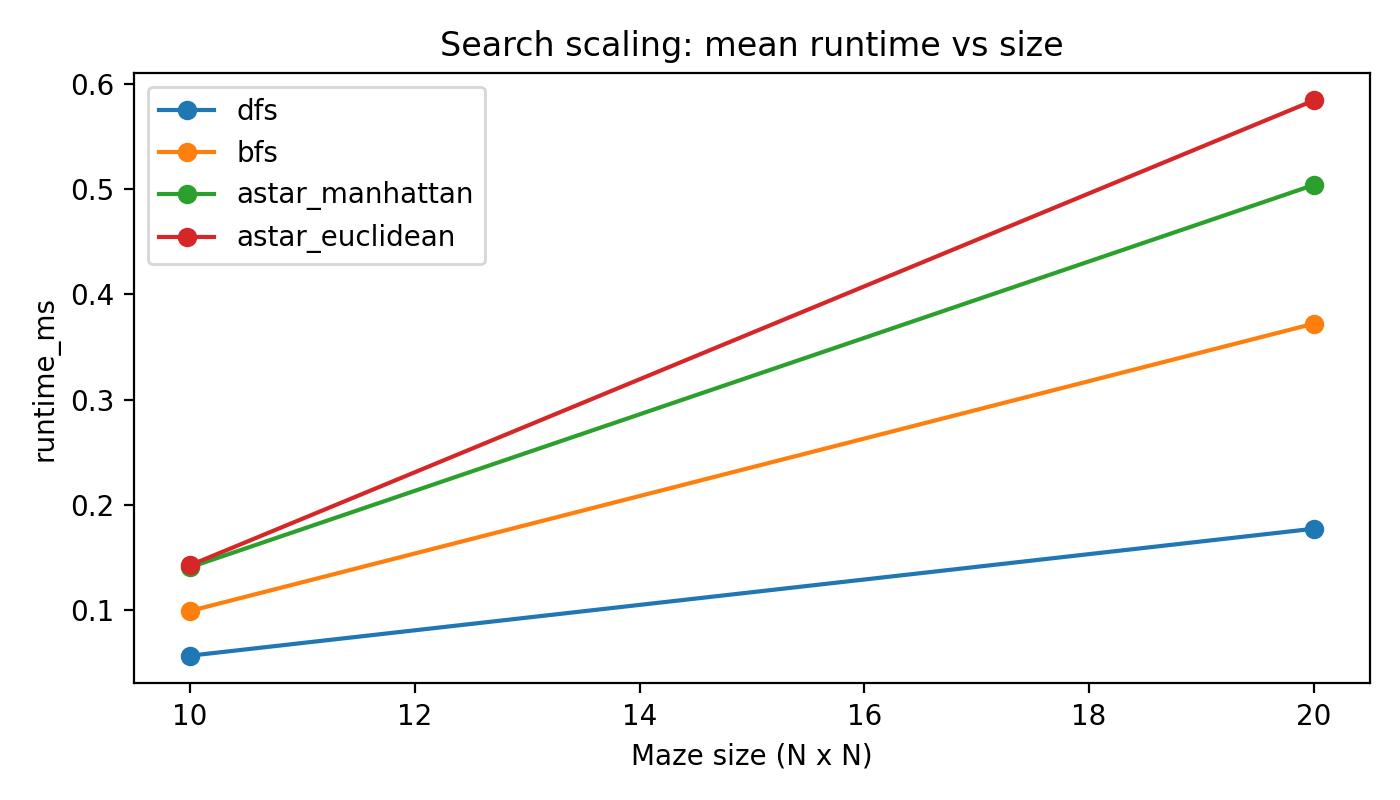 Search scaling: mean runtime vs size
dfs
bfs
astar_manhattan
astar_euclidean
runtime_ms
0.6
0.5
0.4
0.3
0.2
0.1
10 12 14 16 18 20
Maze size (N x N)